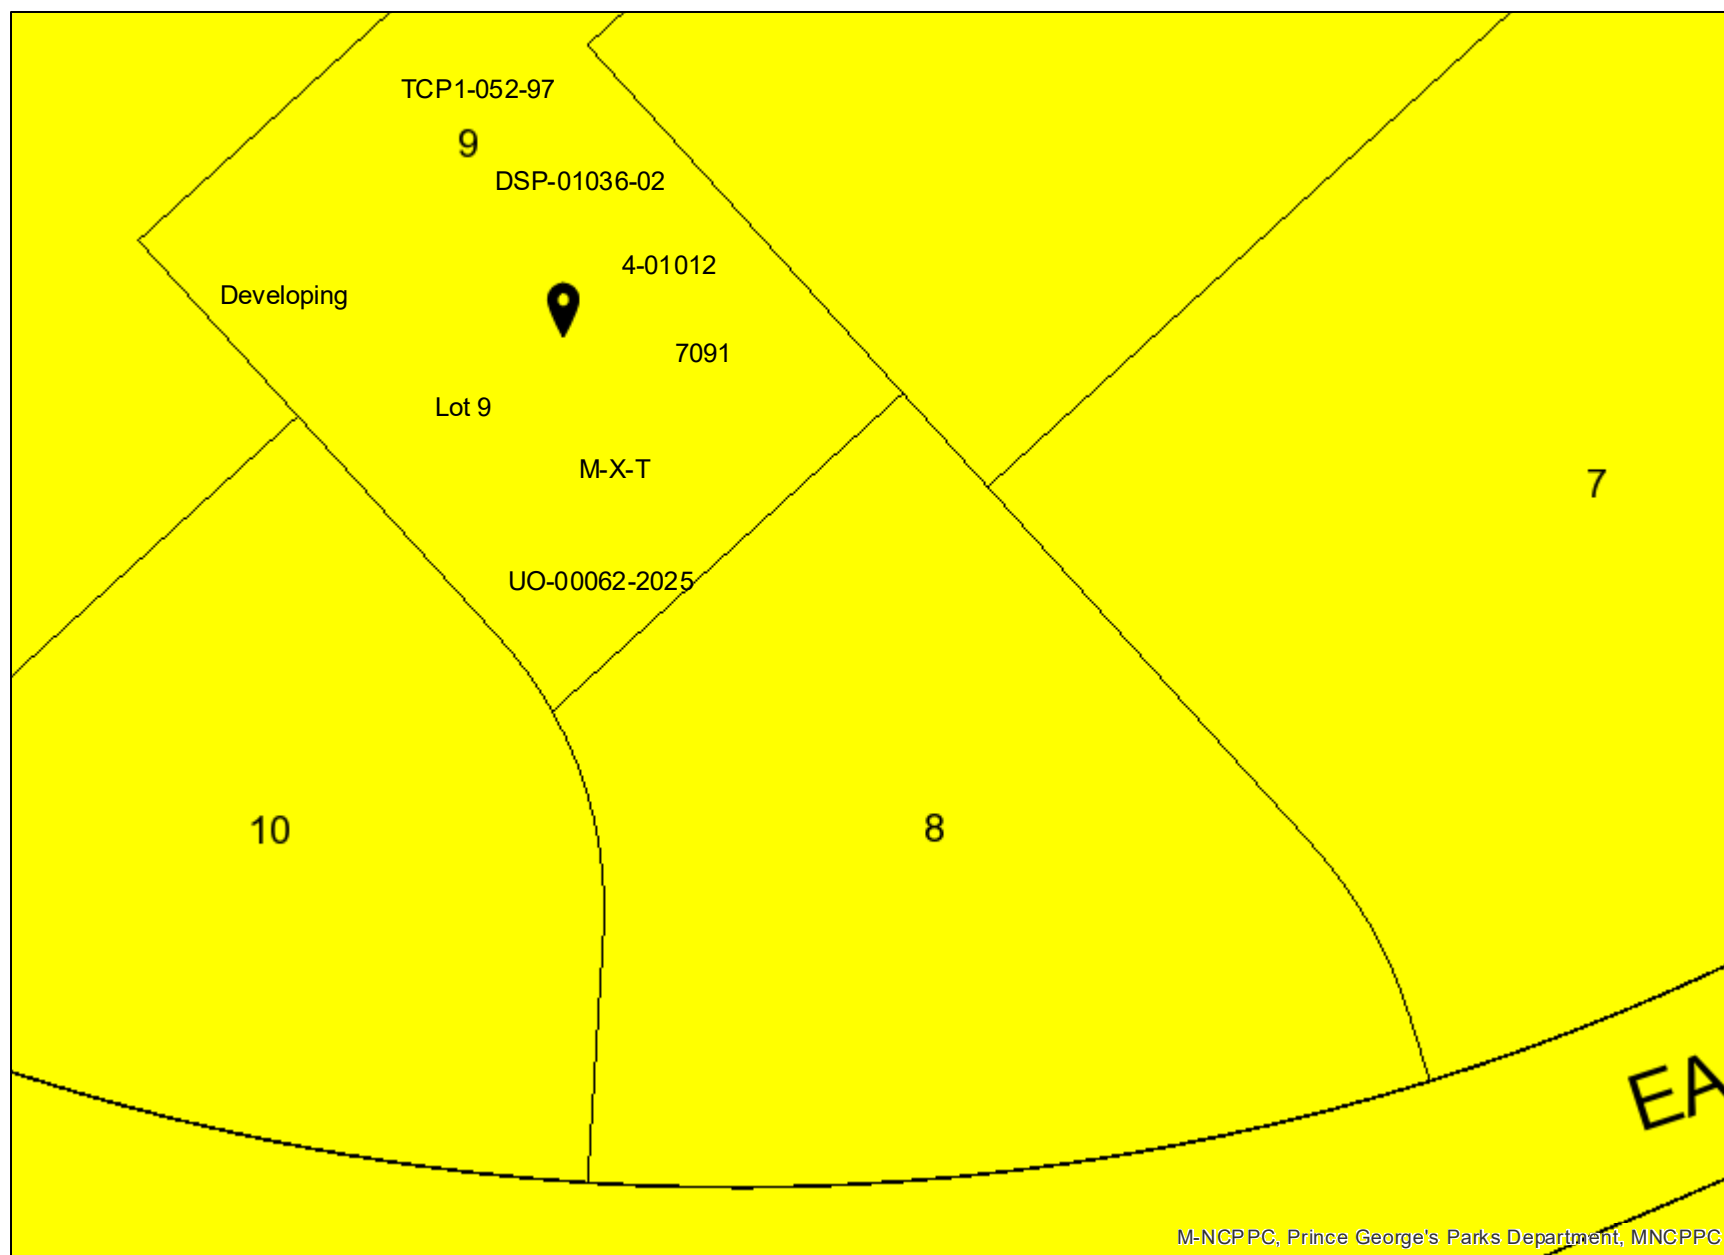 TCP1-052-97
9
DSP-01036-02
4-01012
Developing
7091
Lot 9
M-X-T
7
UO-00062-2025
10
8
EA
M-NCPPC, Prince George's Parks Department, MNCPPC